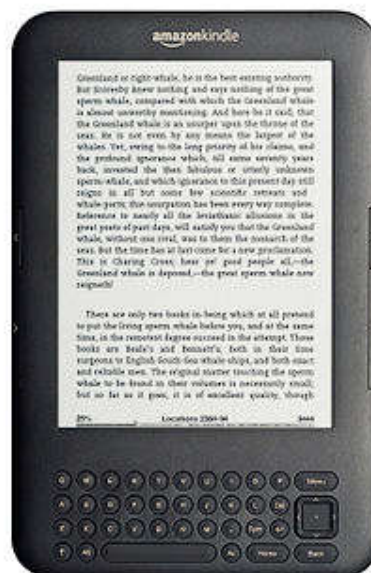 amazonkindle
Greenland or right-whale, he is the best existing authority.
But Scoresby knew nothing and says nothing of the great
sperm whale, compared with which the Greenland whale
is almost unworthy mentioning. And here be it said, that
the Greenland whale is an usurper upon the throne of the
seas. He is not even by any means the largest of the
whales. Yet, owing to the long priority of his claims, and
the profound ignorance which, till some seventy years
back, invested the then fabulous or utterly unknown
sperm-whale, and which ignorance to this present day still
reigns in all but some few scientific retreats and
whale-ports; this usurpation has been every way complete.
Reference to nearly all the leviathanic allusions in the
great poets of past days, will satisfy you that the Greenland
whale, without one rival, was to them the monarch of the
seas. But the time has at last come for a new proclamation.
This is Charing Cross; hear ye! good people all,—the
Greenland whale is deposed,—the great sperm whale now
reigneth!
There are only two books in being which at all pretend
to put the living sperm whale before you, and at the same
time, in the remotest degree succeed in the attempt. Those
books are Beale's and Bennett's; both in their time
surgeons to English South-Sea whale-ships, and both exact
and reliable men. The original matter touching the sperm
whale to be found in their volumes is necessarily small;
but so far as it goes, it is of excellent quality, though
Locations
Q W E R T Y U I O P Menu
A S D F G H J K L Del
Z X C V B N M . Sym
Alt Aa Home Back